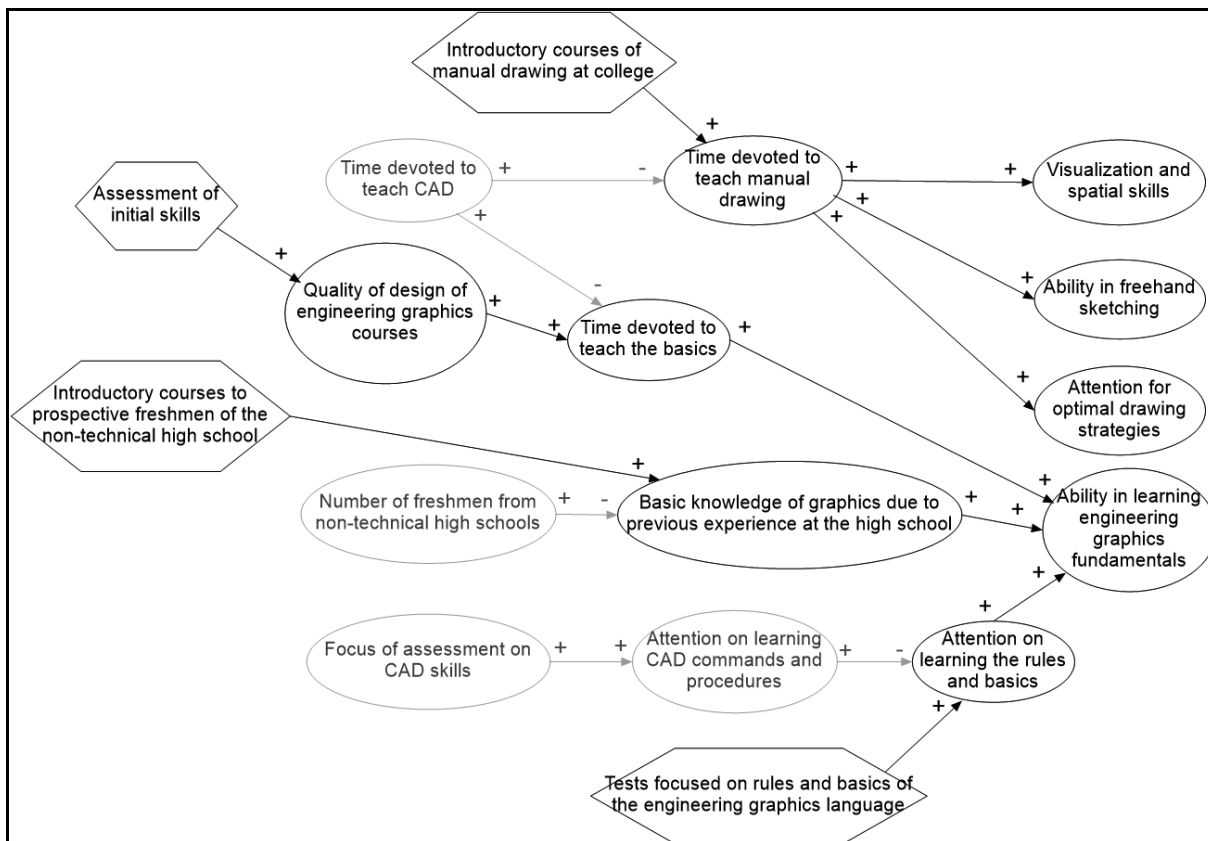 Introductory courses of
manual drawing at college
+
+
Time devoted to
teach CAD
+
-
Time devoted to
teach manual
drawing
+
+
Visualization and
spatial skills
Assessment of
initial skills
+
+
+
+
Quality of design of
engineering graphics
courses
+
-
+
Time devoted to
teach the basics
+
+
Ability in freehand
sketching
Introductory courses to
prospective freshmen of the
non-technical high school
+
Attention for
optimal drawing
strategies
+
Number of freshmen from
non-technical high schools
+
-
Basic knowledge of graphics due to
previous experience at the high school
+
+
+
Ability in learning
engineering
graphics
fundamentals
+
Focus of assessment on
CAD skills
+
+
Attention on learning
CAD commands and
procedures
+
-
+
Attention on
learning the rules
and basics
+
Tests focused on rules and basics of
the engineering graphics language